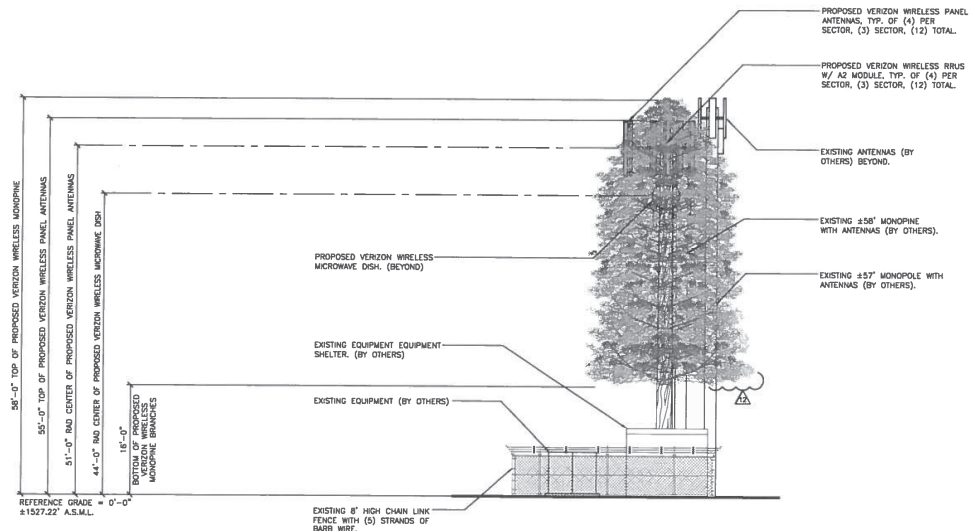 PROPOSED VERIZON WIRELESS PANEL
ANTENNAS, TYP. OF (4) PER
SECTOR, (3) SECTOR, (12) TOTAL.
PROPOSED VERIZON WIRELESS RRUS
W/ A2 MODULE, TYP. OF (4) PER
SECTOR, (3) SECTOR, (12) TOTAL.
EXISTING ANTENNAS (BY
OTHERS) BEYOND.
EXISTING ±58' MONOPINE
WITH ANTENNAS (BY OTHERS).
EXISTING ±57' MONOPOLE WITH
ANTENNAS (BY OTHERS).
PROPOSED VERIZON WIRELESS
MICROWAVE DISH. (BEYOND)
EXISTING EQUIPMENT EQUIPMENT
SHELTER. (BY OTHERS)
EXISTING EQUIPMENT (BY OTHERS)
EXISTING 8' HIGH CHAIN LINK
FENCE WITH (5) STRANDS OF
BARB WIRE.
58'-0" TOP OF PROPOSED VERIZON WIRELESS MONOPINE
55'-0" TOP OF PROPOSED VERIZON WIRELESS PANEL ANTENNAS
51'-0" RAD CENTER OF PROPOSED VERIZON WIRELESS PANEL ANTENNAS
44'-0" RAD CENTER OF PROPOSED VERIZON WIRELESS MICROWAVE DISH
16'-0"
BOTTOM OF PROPOSED
VERIZON WIRELESS
MONOPINE BRANCHES
REFERENCE GRADE = 0'-0"
±1527.22' A.S.M.L.